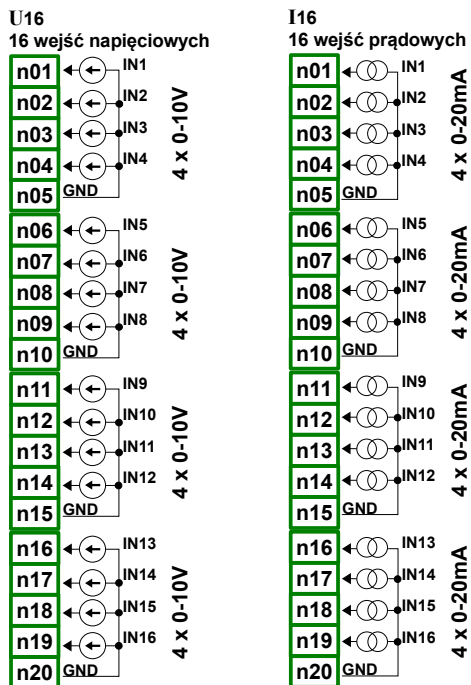 U16
16 wejść napięciowych
n01 IN1
n02 IN2
n03 IN3
n04 IN4
n05 GND
4 x 0-10V
n06 IN5
n07 IN6
n08 IN7
n09 IN8
n10 GND
4 x 0-10V
n11 IN9
n12 IN10
n13 IN11
n14 IN12
n15 GND
4 x 0-10V
n16 IN13
n17 IN14
n18 IN15
n19 IN16
n20 GND
4 x 0-10V
I16
16 wejść prądowych
n01 IN1
n02 IN2
n03 IN3
n04 IN4
n05 GND
4 x 0-20mA
n06 IN5
n07 IN6
n08 IN7
n09 IN8
n10 GND
4 x 0-20mA
n11 IN9
n12 IN10
n13 IN11
n14 IN12
n15 GND
4 x 0-20mA
n16 IN13
n17 IN14
n18 IN15
n19 IN16
n20 GND
4 x 0-20mA